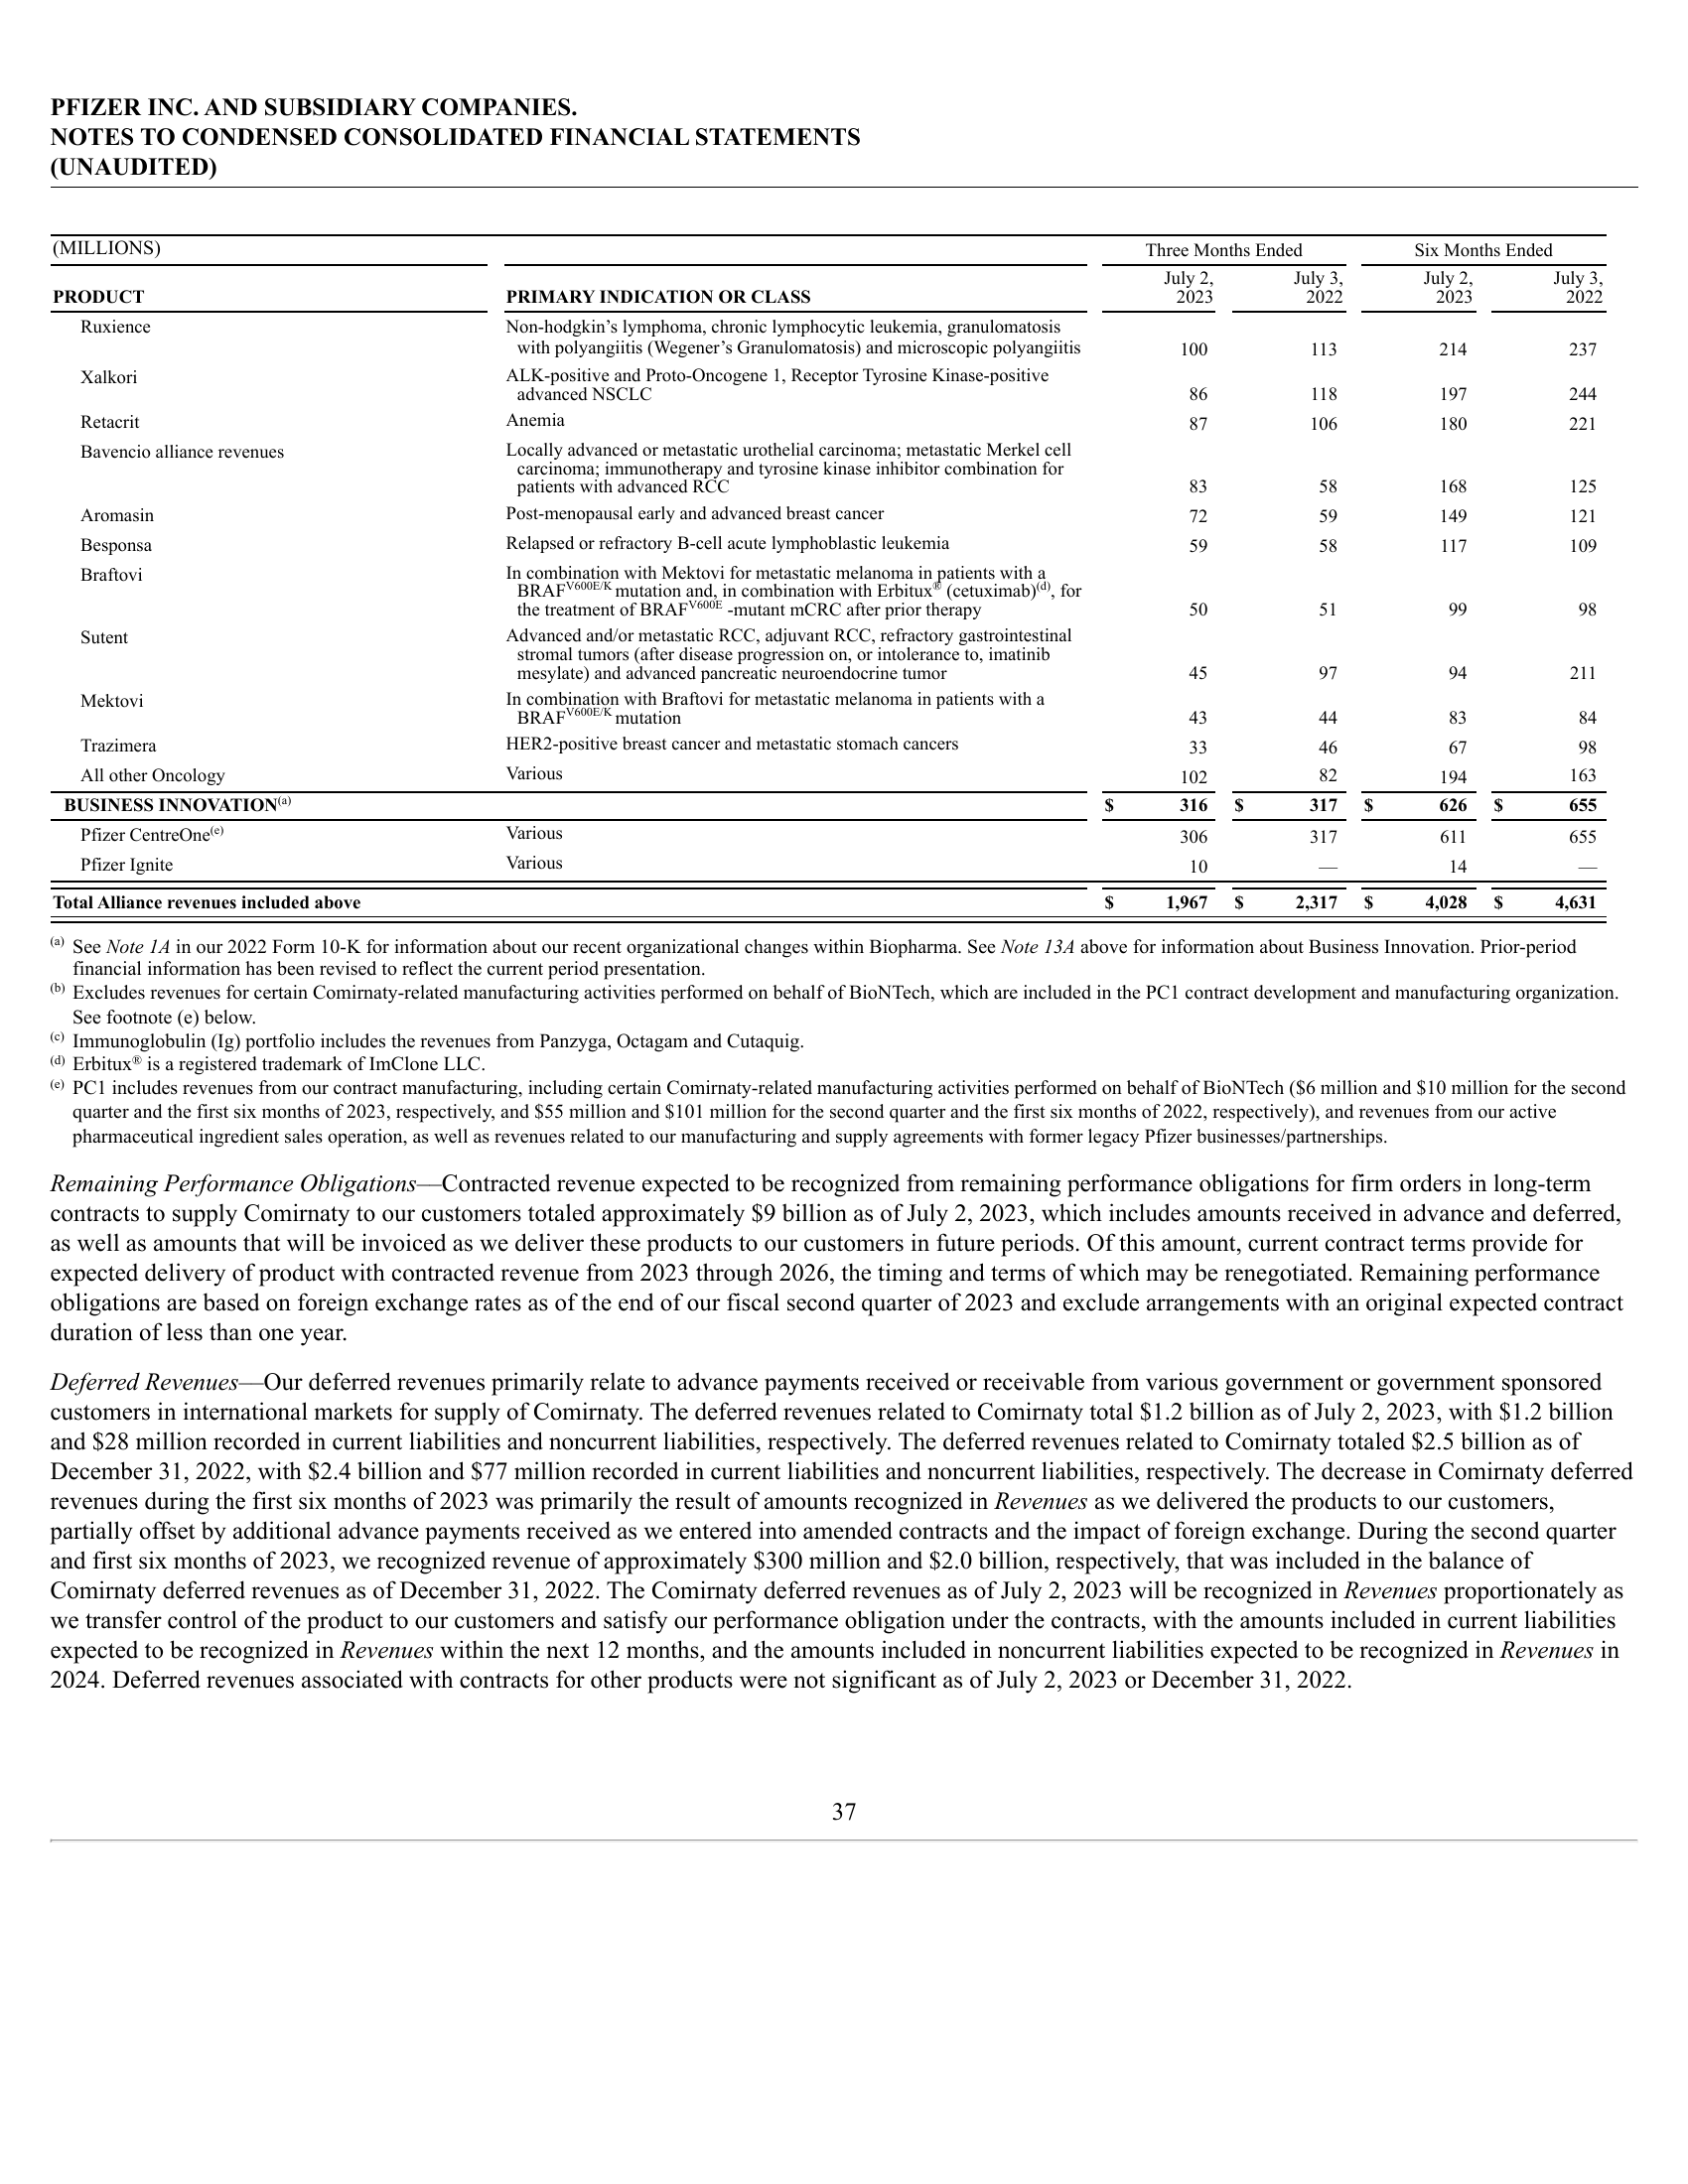 PFIZER INC. AND SUBSIDIARY COMPANIES.
NOTES TO CONDENSED CONSOLIDATED FINANCIAL STATEMENTS
(UNAUDITED)
(MILLIONS) Three Months Ended Six Months Ended
PRODUCT PRIMARY INDICATION OR CLASS July 2, 2023 July 3, 2022 July 2, 2023 July 3, 2022
Ruxience Non-hodgkin’s lymphoma, chronic lymphocytic leukemia, granulomatosis
with polyangiitis (Wegener’s Granulomatosis) and microscopic polyangiitis 100 113 214 237
Xalkori ALK-positive and Proto-Oncogene 1, Receptor Tyrosine Kinase-positive
advanced NSCLC 86 118 197 244
Retacrit Anemia 87 106 180 221
Bavencio alliance revenues Locally advanced or metastatic urothelial carcinoma; metastatic Merkel cell
carcinoma; immunotherapy and tyrosine kinase inhibitor combination for
patients with advanced RCC 83 58 168 125
Aromasin Post-menopausal early and advanced breast cancer 72 59 149 121
Besponsa Relapsed or refractory B-cell acute lymphoblastic leukemia 59 58 117 109
Braftovi In combination with Mektovi for metastatic melanoma in patients with a
BRAFV600E/K mutation and, in combination with Erbitux® (cetuximab)(d), for
the treatment of BRAFV600E -mutant mCRC after prior therapy 50 51 99 98
Sutent Advanced and/or metastatic RCC, adjuvant RCC, refractory gastrointestinal
stromal tumors (after disease progression on, or intolerance to, imatinib
mesylate) and advanced pancreatic neuroendocrine tumor 45 97 94 211
Mektovi In combination with Braftovi for metastatic melanoma in patients with a
BRAFV600E/K mutation 43 44 83 84
Trazimera HER2-positive breast cancer and metastatic stomach cancers 33 46 67 98
All other Oncology Various 102 82 194 163
BUSINESS INNOVATION(a) $ 316 $ 317 $ 626 $ 655
Pfizer CentreOne(e) Various 306 317 611 655
Pfizer Ignite Various 10 — 14 —
Total Alliance revenues included above $ 1,967 $ 2,317 $ 4,028 $ 4,631
(a) See Note 1A in our 2022 Form 10-K for information about our recent organizational changes within Biopharma. See Note 13A above for information about Business Innovation. Prior-period
financial information has been revised to reflect the current period presentation.
(b) Excludes revenues for certain Comirnaty-related manufacturing activities performed on behalf of BioNTech, which are included in the PC1 contract development and manufacturing organization.
See footnote (e) below.
(c) Immunoglobulin (Ig) portfolio includes the revenues from Panzyga, Octagam and Cutaquig.
(d) Erbitux® is a registered trademark of ImClone LLC.
(e) PC1 includes revenues from our contract manufacturing, including certain Comirnaty-related manufacturing activities performed on behalf of BioNTech ($6 million and $10 million for the second
quarter and the first six months of 2023, respectively, and $55 million and $101 million for the second quarter and the first six months of 2022, respectively), and revenues from our active
pharmaceutical ingredient sales operation, as well as revenues related to our manufacturing and supply agreements with former legacy Pfizer businesses/partnerships.
Remaining Performance Obligations––Contracted revenue expected to be recognized from remaining performance obligations for firm orders in long-term
contracts to supply Comirnaty to our customers totaled approximately $9 billion as of July 2, 2023, which includes amounts received in advance and deferred,
as well as amounts that will be invoiced as we deliver these products to our customers in future periods. Of this amount, current contract terms provide for
expected delivery of product with contracted revenue from 2023 through 2026, the timing and terms of which may be renegotiated. Remaining performance
obligations are based on foreign exchange rates as of the end of our fiscal second quarter of 2023 and exclude arrangements with an original expected contract
duration of less than one year.
Deferred Revenues––Our deferred revenues primarily relate to advance payments received or receivable from various government or government sponsored
customers in international markets for supply of Comirnaty. The deferred revenues related to Comirnaty total $1.2 billion as of July 2, 2023, with $1.2 billion
and $28 million recorded in current liabilities and noncurrent liabilities, respectively. The deferred revenues related to Comirnaty totaled $2.5 billion as of
December 31, 2022, with $2.4 billion and $77 million recorded in current liabilities and noncurrent liabilities, respectively. The decrease in Comirnaty deferred
revenues during the first six months of 2023 was primarily the result of amounts recognized in Revenues as we delivered the products to our customers,
partially offset by additional advance payments received as we entered into amended contracts and the impact of foreign exchange. During the second quarter
and first six months of 2023, we recognized revenue of approximately $300 million and $2.0 billion, respectively, that was included in the balance of
Comirnaty deferred revenues as of December 31, 2022. The Comirnaty deferred revenues as of July 2, 2023 will be recognized in Revenues proportionately as
we transfer control of the product to our customers and satisfy our performance obligation under the contracts, with the amounts included in current liabilities
expected to be recognized in Revenues within the next 12 months, and the amounts included in noncurrent liabilities expected to be recognized in Revenues in
2024. Deferred revenues associated with contracts for other products were not significant as of July 2, 2023 or December 31, 2022.
37